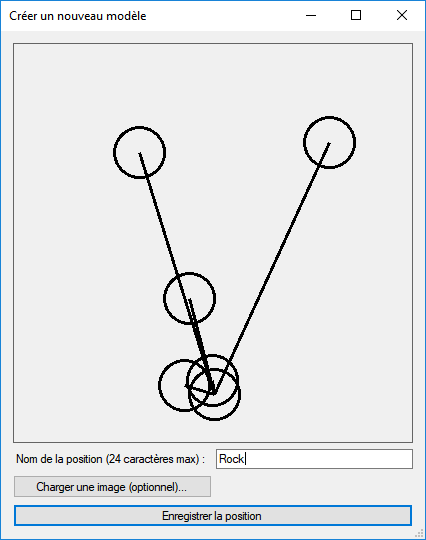 Créer un nouveau modèle
Nom de la position (24 caractères max) : Rock
Charger une image (optionnel)...
Enregistrer la position